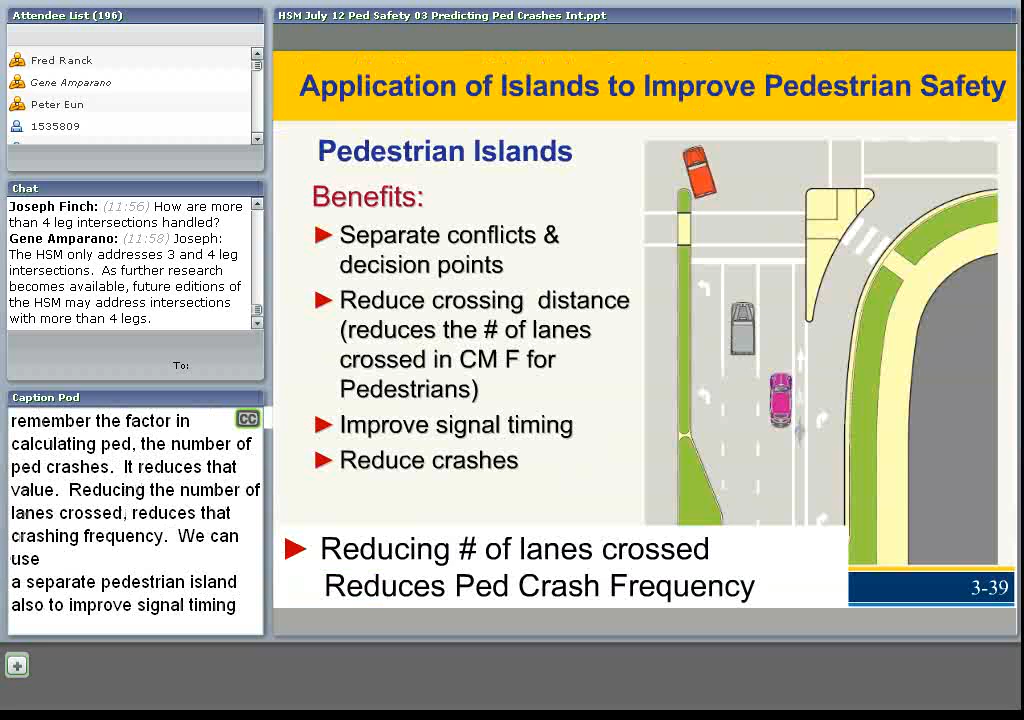 Attendee List (196)
Fred Ranck
Gene Amparano
Peter Eun
1535809
Chat
Joseph Finch: (11:56) How are more
than 4 leg intersections handled?
Gene Amparano: (11:58) Joseph:
The HSM only addresses 3 and 4 leg
intersections. As further research
becomes available, future editions of
the HSM may address intersections
with more than 4 legs.
To:
Caption Pod
CC
remember the factor in
calculating ped, the number of
ped crashes. It reduces that
value. Reducing the number of
lanes crossed, reduces that
crashing frequency. We can
use
a separate pedestrian island
also to improve signal timing
HSM July 12 Ped Safety 03 Predicting Ped Crashes Int.ppt
Application of Islands to Improve Pedestrian Safety
Pedestrian Islands
Benefits:
Separate conflicts &
decision points
Reduce crossing distance
(reduces the # of lanes
crossed in CM F for
Pedestrians)
Improve signal timing
Reduce crashes
Reducing # of lanes crossed
Reduces Ped Crash Frequency
3-39